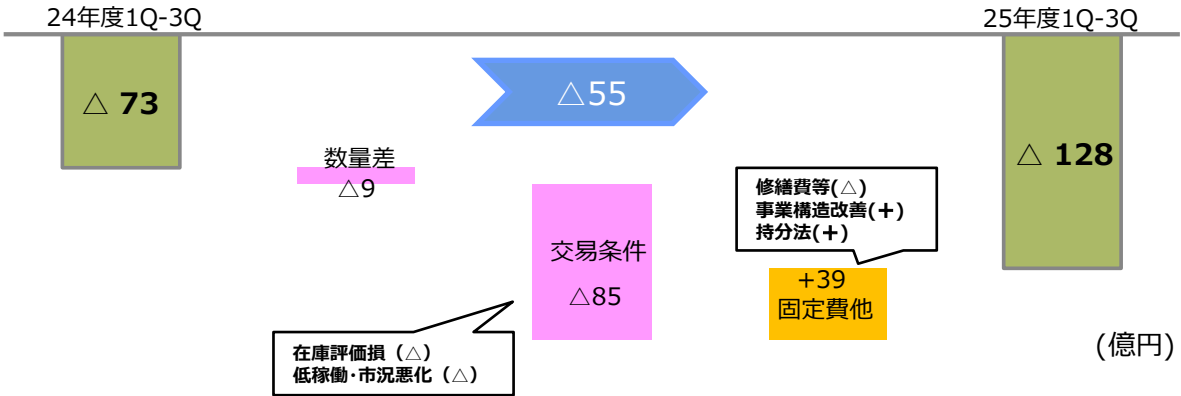 24年度1Q-3Q
25年度1Q-3Q
△ 73
△55
数量差
△9
交易条件
△85
在庫評価損（△）
低稼働･市況悪化（△）
修繕費等(△)
事業構造改善(+)
持分法(+)
+39
固定費他
△ 128
(億円)